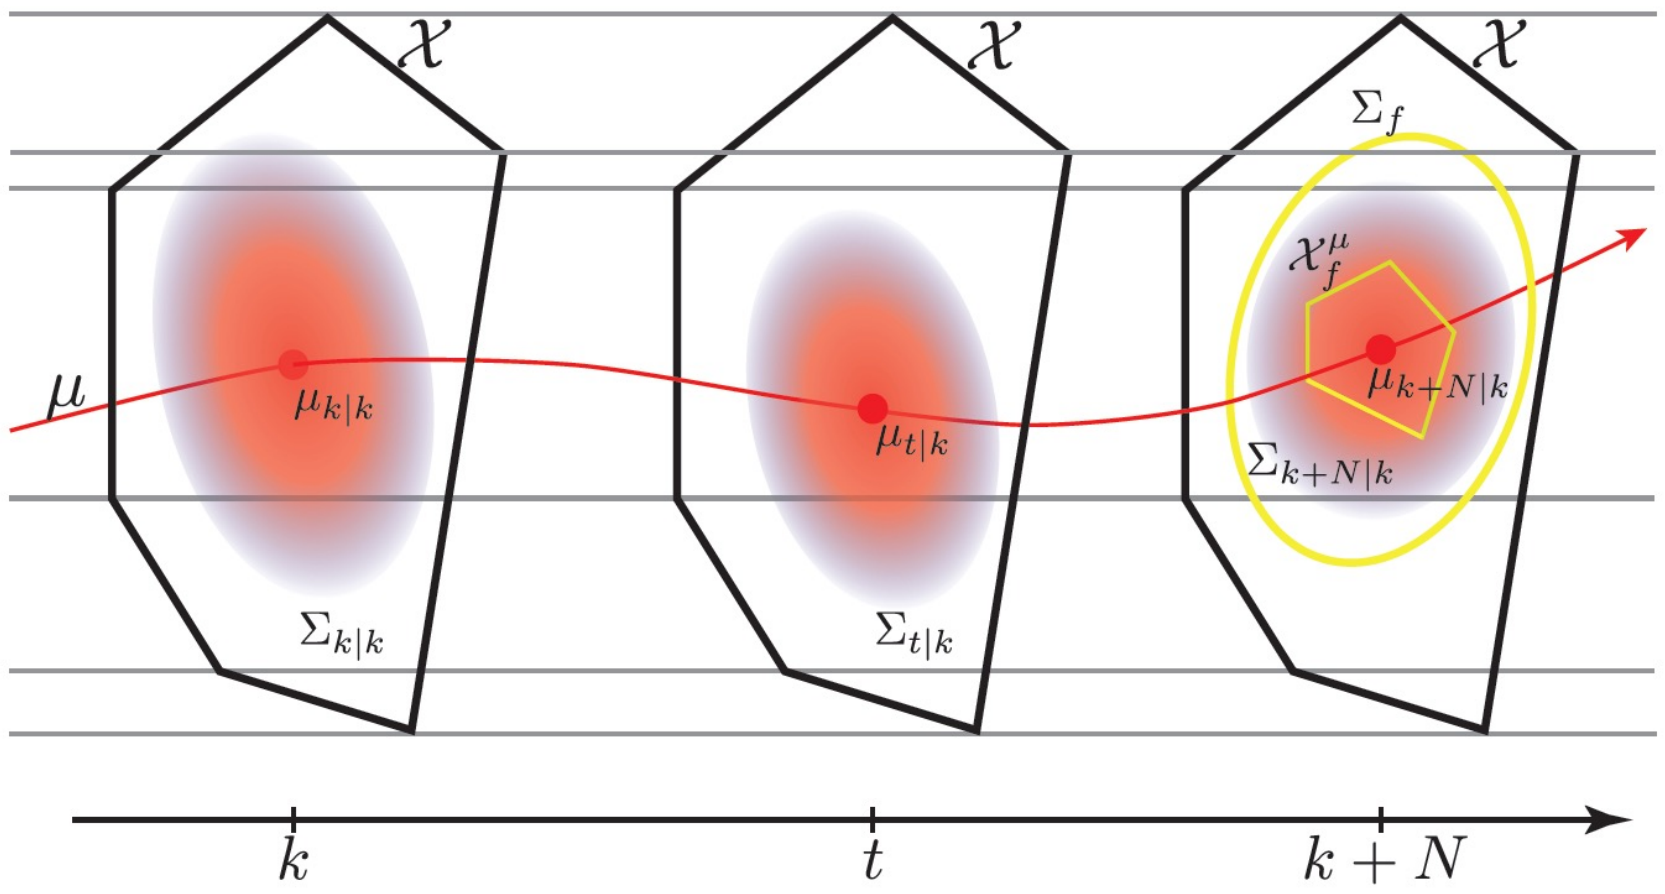 𝒳 𝒳 𝒳
Σ_f
𝒳_f^μ
μ
μ_{k|k}
μ_{t|k}
μ_{k+N|k}
Σ_{k+N|k}
Σ_{k|k}
Σ_{t|k}
k t k + N